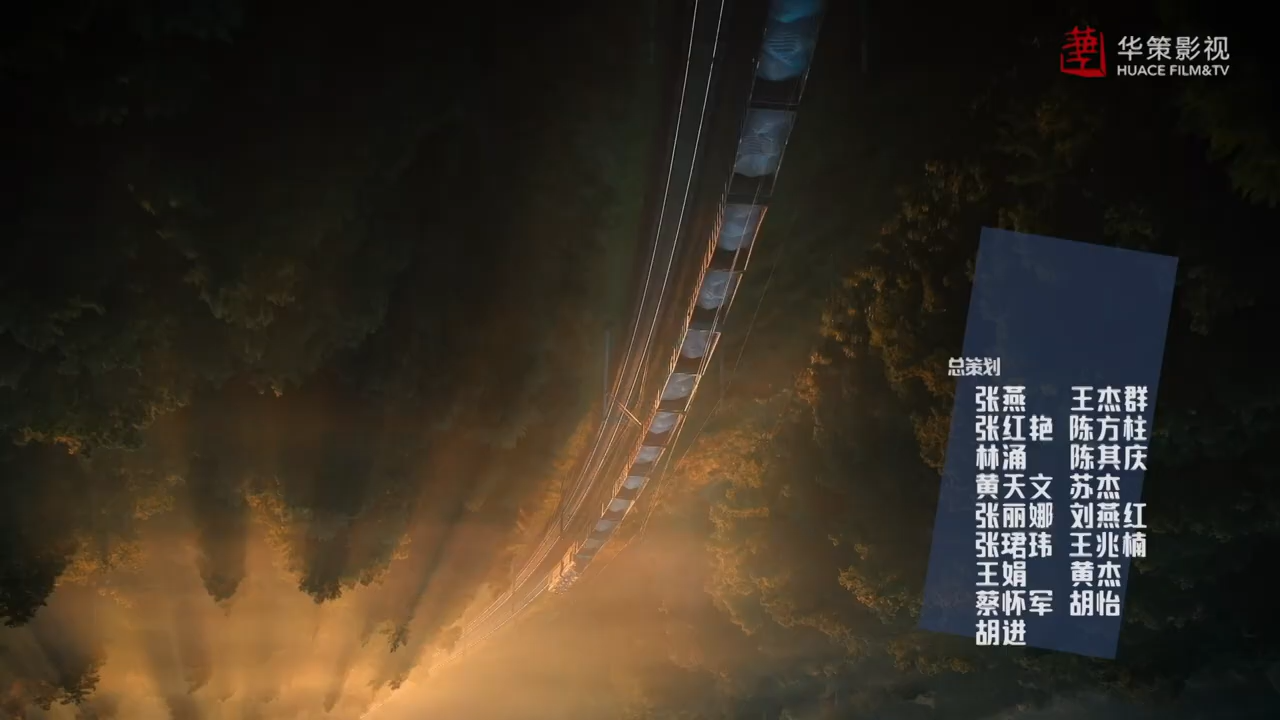 华策影视
HUACE FILM&TV
总策划
张燕 王杰群
张红艳 陈方柱
林涌 陈其庆
黄天文 苏杰
张丽娜 刘燕红
张珺玮 王兆楠
王娟 黄杰
蔡怀军 胡怡
胡进